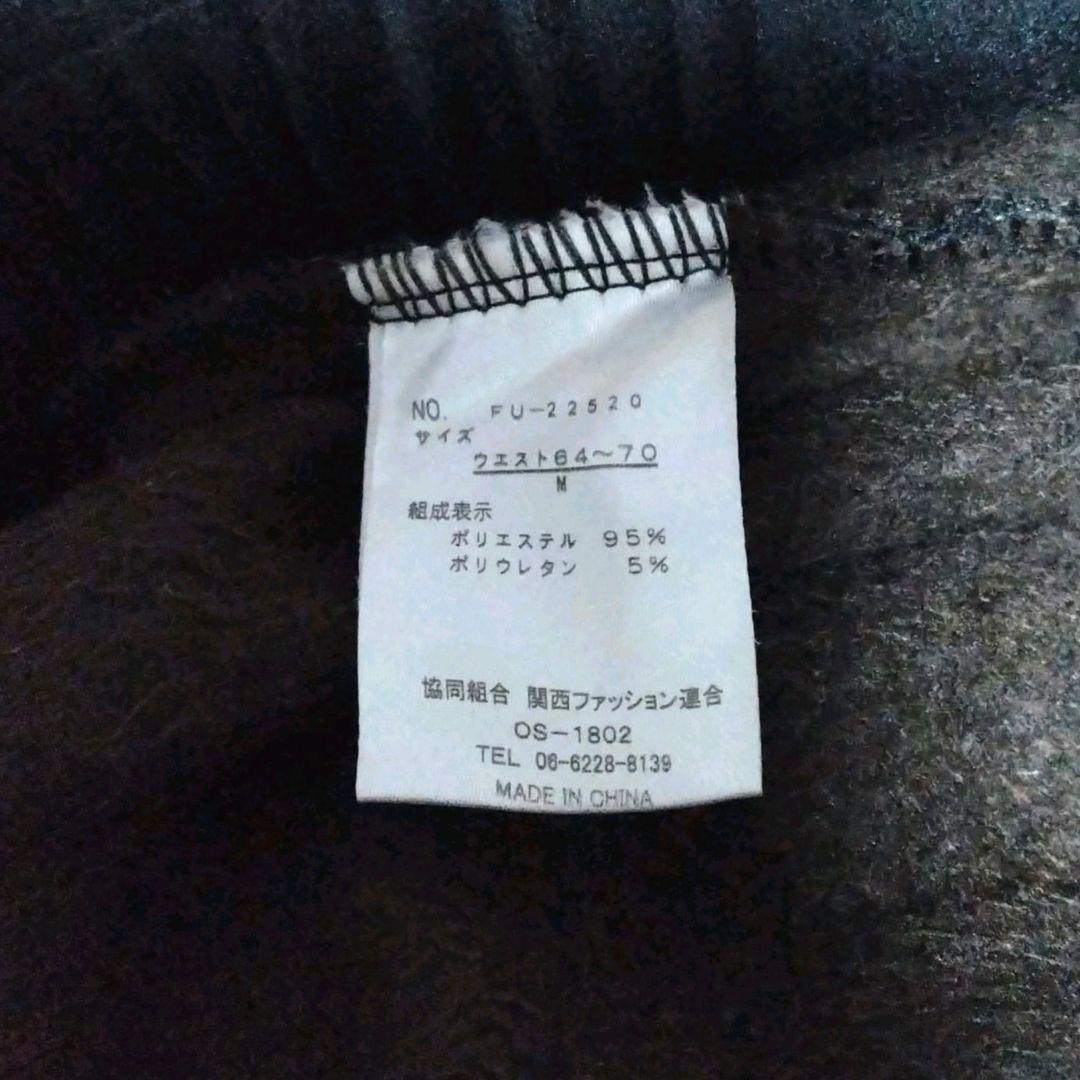 NO. FU-22520
サイズ
ウエスト64〜70
M
組成表示
ポリエステル 95%
ポリウレタン 5%
協同組合 関西ファッション連合
OS-1802
TEL 06-6228-8139
MADE IN CHINA